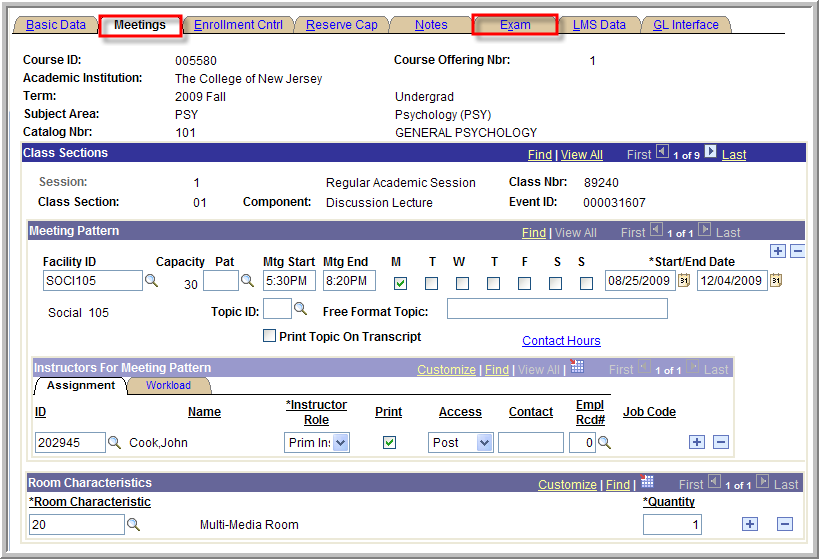 Basic Data Meetings Enrollment Cntrl Reserve Cap Notes Exam LMS Data GL Interface
Course ID: 005580 Course Offering Nbr: 1
Academic Institution: The College of New Jersey
Term: 2009 Fall Undergrad
Subject Area: PSY Psychology (PSY)
Catalog Nbr: 101 GENERAL PSYCHOLOGY
Class Sections Find | View All First 1 of 9 Last
Session: 1 Regular Academic Session Class Nbr: 89240
Class Section: 01 Component: Discussion Lecture Event ID: 000031607
Meeting Pattern Find | View All First 1 of 1 Last
Facility ID Capacity Pat Mtg Start Mtg End M T W T F S S *Start/End Date
SOCI105 30 5:30PM 8:20PM 08/25/2009 31 12/04/2009 31
Social 105 Topic ID: Free Format Topic:
Print Topic On Transcript Contact Hours
Instructors For Meeting Pattern Customize | Find | View All | First 1 of 1 Last
Assignment Workload
ID Name *Instructor Role Print Access Contact Empl Rcd# Job Code
202945 Cook,John Prim In: Post 0
Room Characteristics Customize | Find | First 1 of 1 Last
*Room Characteristic *Quantity
20 Multi-Media Room 1